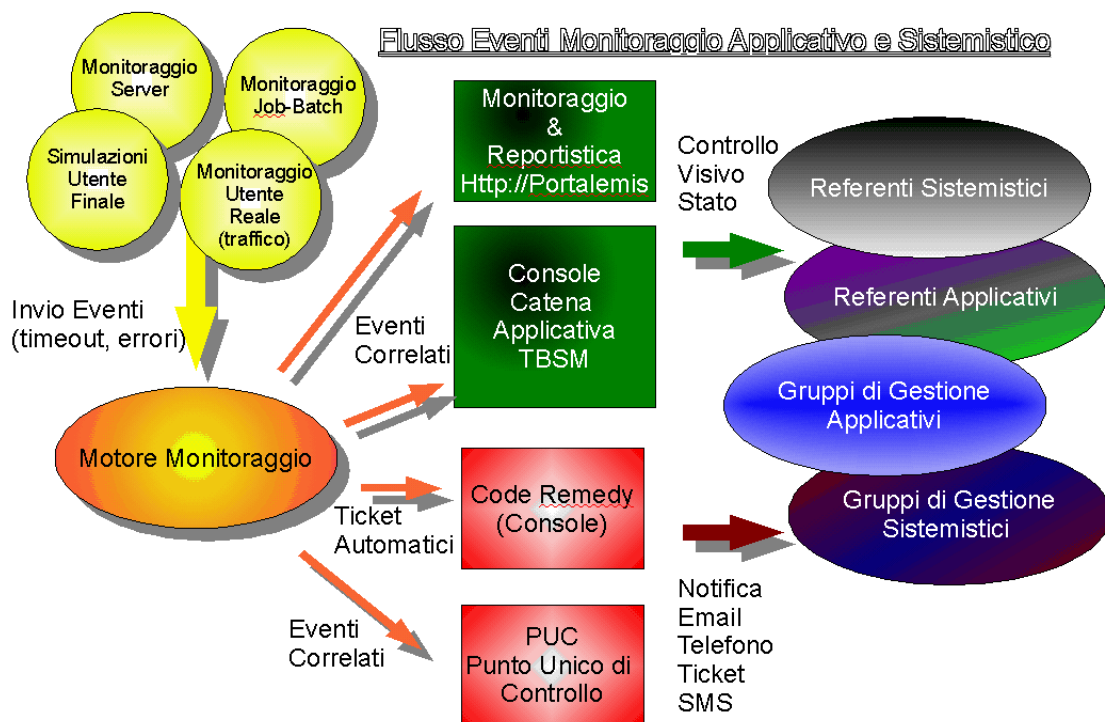 Flusso Eventi Monitoraggio Applicativo e Sistemistico
Monitoraggio
Server
Monitoraggio
Job-Batch
Simulazioni
Utente
Finale
Monitoraggio
Utente
Reale
(traffico)
Invio Eventi
(timeout, errori)
Motore Monitoraggio
Eventi
Correlati
Ticket
Automatici
Eventi
Correlati
Monitoraggio
&
Reportistica
Http://Portalemis
Console
Catena
Applicativa
TBSM
Code Remedy
(Console)
PUC
Punto Unico di
Controllo
Controllo
Visivo
Stato
Notifica
Email
Telefono
Ticket
SMS
Referenti Sistemistici
Referenti Applicativi
Gruppi di Gestione
Applicativi
Gruppi di Gestione
Sistemistici